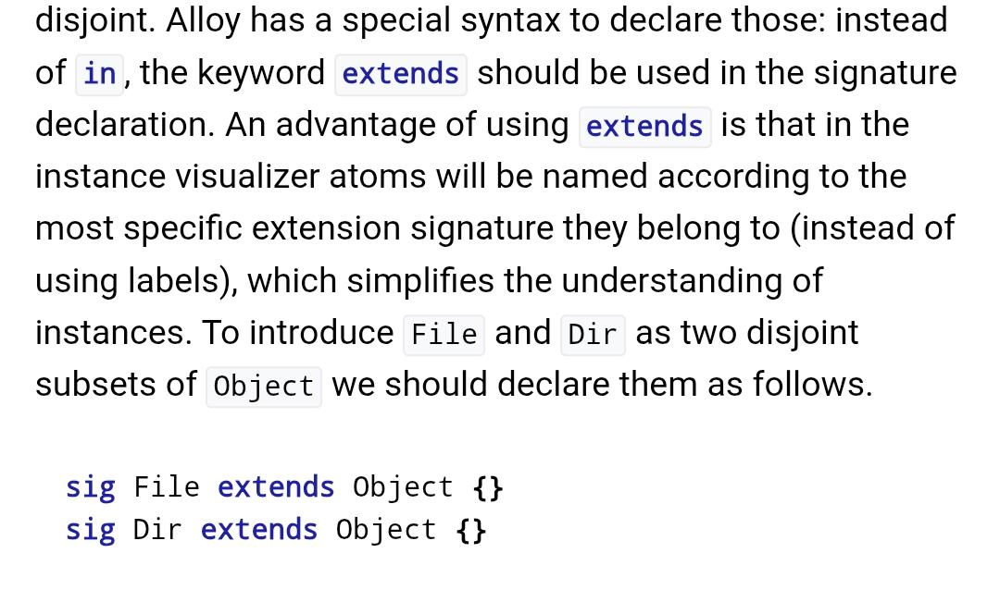 disjoint. Alloy has a special syntax to declare those: instead
of in, the keyword extends should be used in the signature
declaration. An advantage of using extends is that in the
instance visualizer atoms will be named according to the
most specific extension signature they belong to (instead of
using labels), which simplifies the understanding of
instances. To introduce File and Dir as two disjoint
subsets of Object we should declare them as follows.
sig File extends Object {}
sig Dir extends Object {}